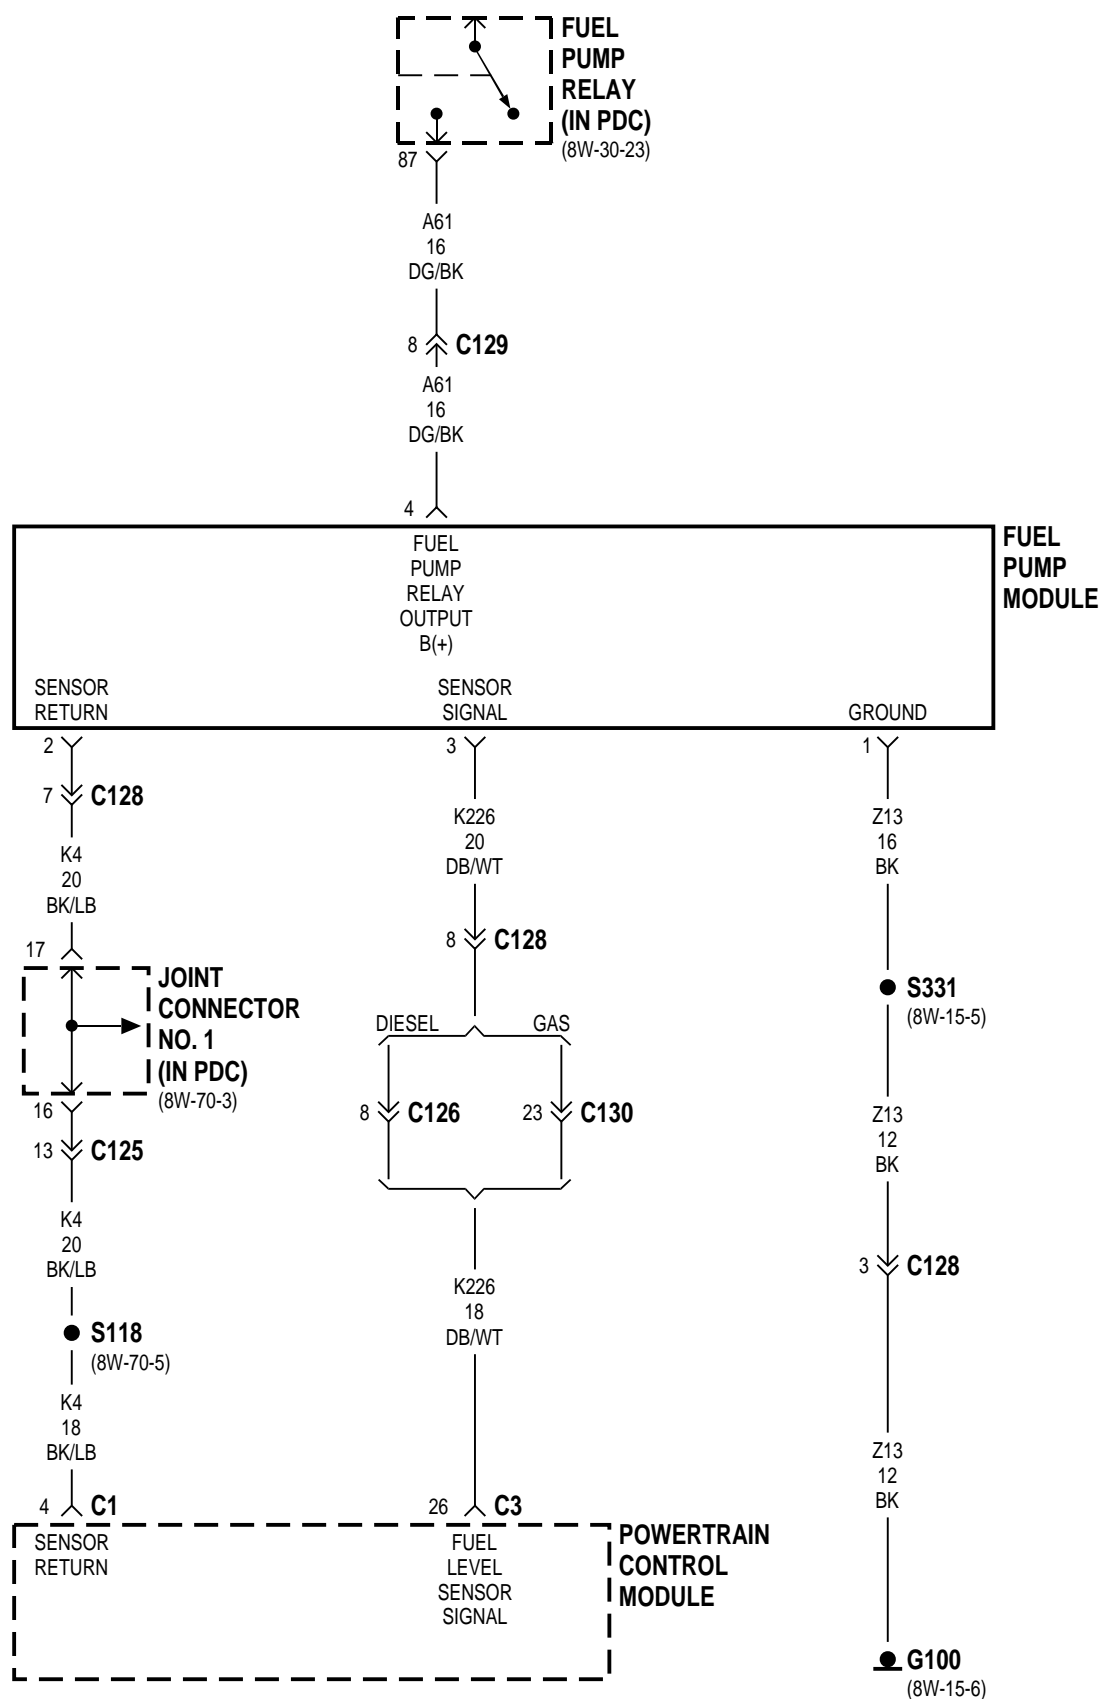 FUEL
PUMP
RELAY
(IN PDC)
(8W-30-23)
87
A61
16
DG/BK
8 C129
A61
16
DG/BK
4
FUEL
PUMP
MODULE
FUEL
PUMP
RELAY
OUTPUT
B(+)
SENSOR
RETURN
SENSOR
SIGNAL
GROUND
2
3
1
7 C128
K4
20
BK/LB
17
JOINT
CONNECTOR
NO. 1
(IN PDC)
(8W-70-3)
16
13 C125
K4
20
BK/LB
S118
(8W-70-5)
K4
18
BK/LB
4 C1
K226
20
DB/WT
8 C128
DIESEL
GAS
8 C126
23 C130
K226
18
DB/WT
26 C3
Z13
16
BK
S331
(8W-15-5)
Z13
12
BK
3 C128
Z13
12
BK
G100
(8W-15-6)
SENSOR
RETURN
FUEL
LEVEL
SENSOR
SIGNAL
POWERTRAIN
CONTROL
MODULE